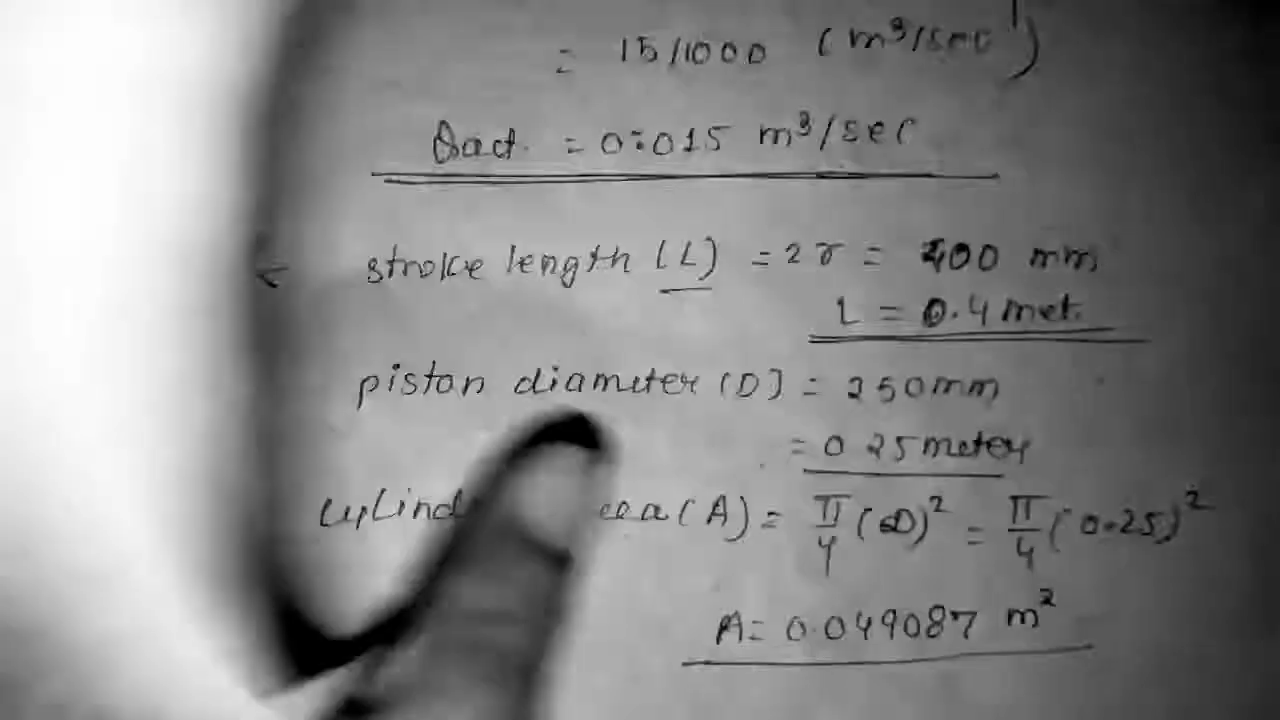 = 15/1000 (m³/sec)
Qact. = 0.015 m³/sec
stroke length (L) = 2r = 400 mm
L = 0.4 met.
piston diameter (D) = 250mm
= 0.25 meter
(A) = π/4 (D)² = π/4 (0.25)²
A = 0.049087 m²